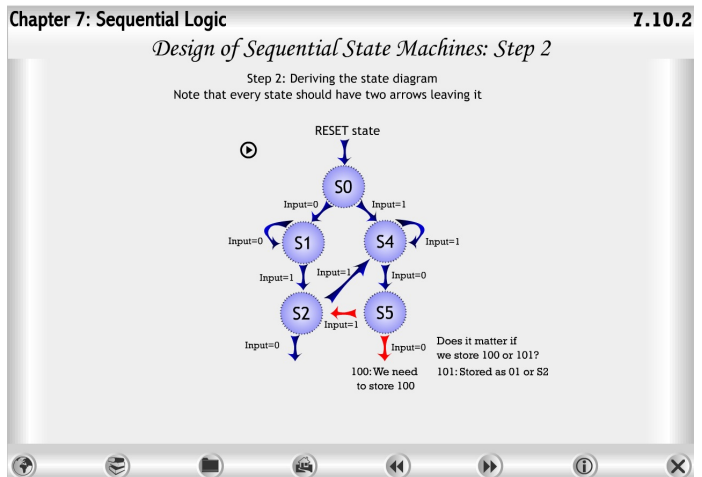 Chapter 7: Sequential Logic
7.10.2
Design of Sequential State Machines: Step 2
Step 2: Deriving the state diagram
Note that every state should have two arrows leaving it
RESET state
S0
Input=0
Input=1
S1
S4
Input=0
Input=1
Input=1
Input=1
Input=0
S2
S5
Input=1
Input=0
Input=0
Does it matter if
we store 100 or 101?
100: We need
to store 100
101: Stored as 01 or S2